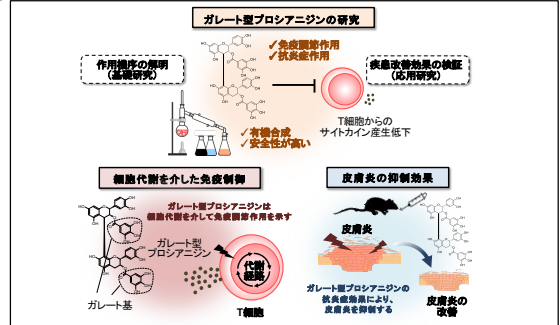 ガレート型プロシアニジンの研究
✓免疫調節作用
✓抗炎症作用
作用機序の解明
(基礎研究)
疾患改善効果の検証
(応用研究)
T細胞からの
サイトカイン産生低下
✓有機合成
✓安全性が高い
細胞代謝を介した免疫制御
ガレート型プロシアニジンは
細胞代謝を介して免疫調節作用を示す
ガレート型
プロシアニジン
代謝
経路
T細胞
ガレート基
皮膚炎の抑制効果
皮膚炎
ガレート型プロシアニジンの
抗炎症効果により、
皮膚炎を抑制する
皮膚炎の
改善